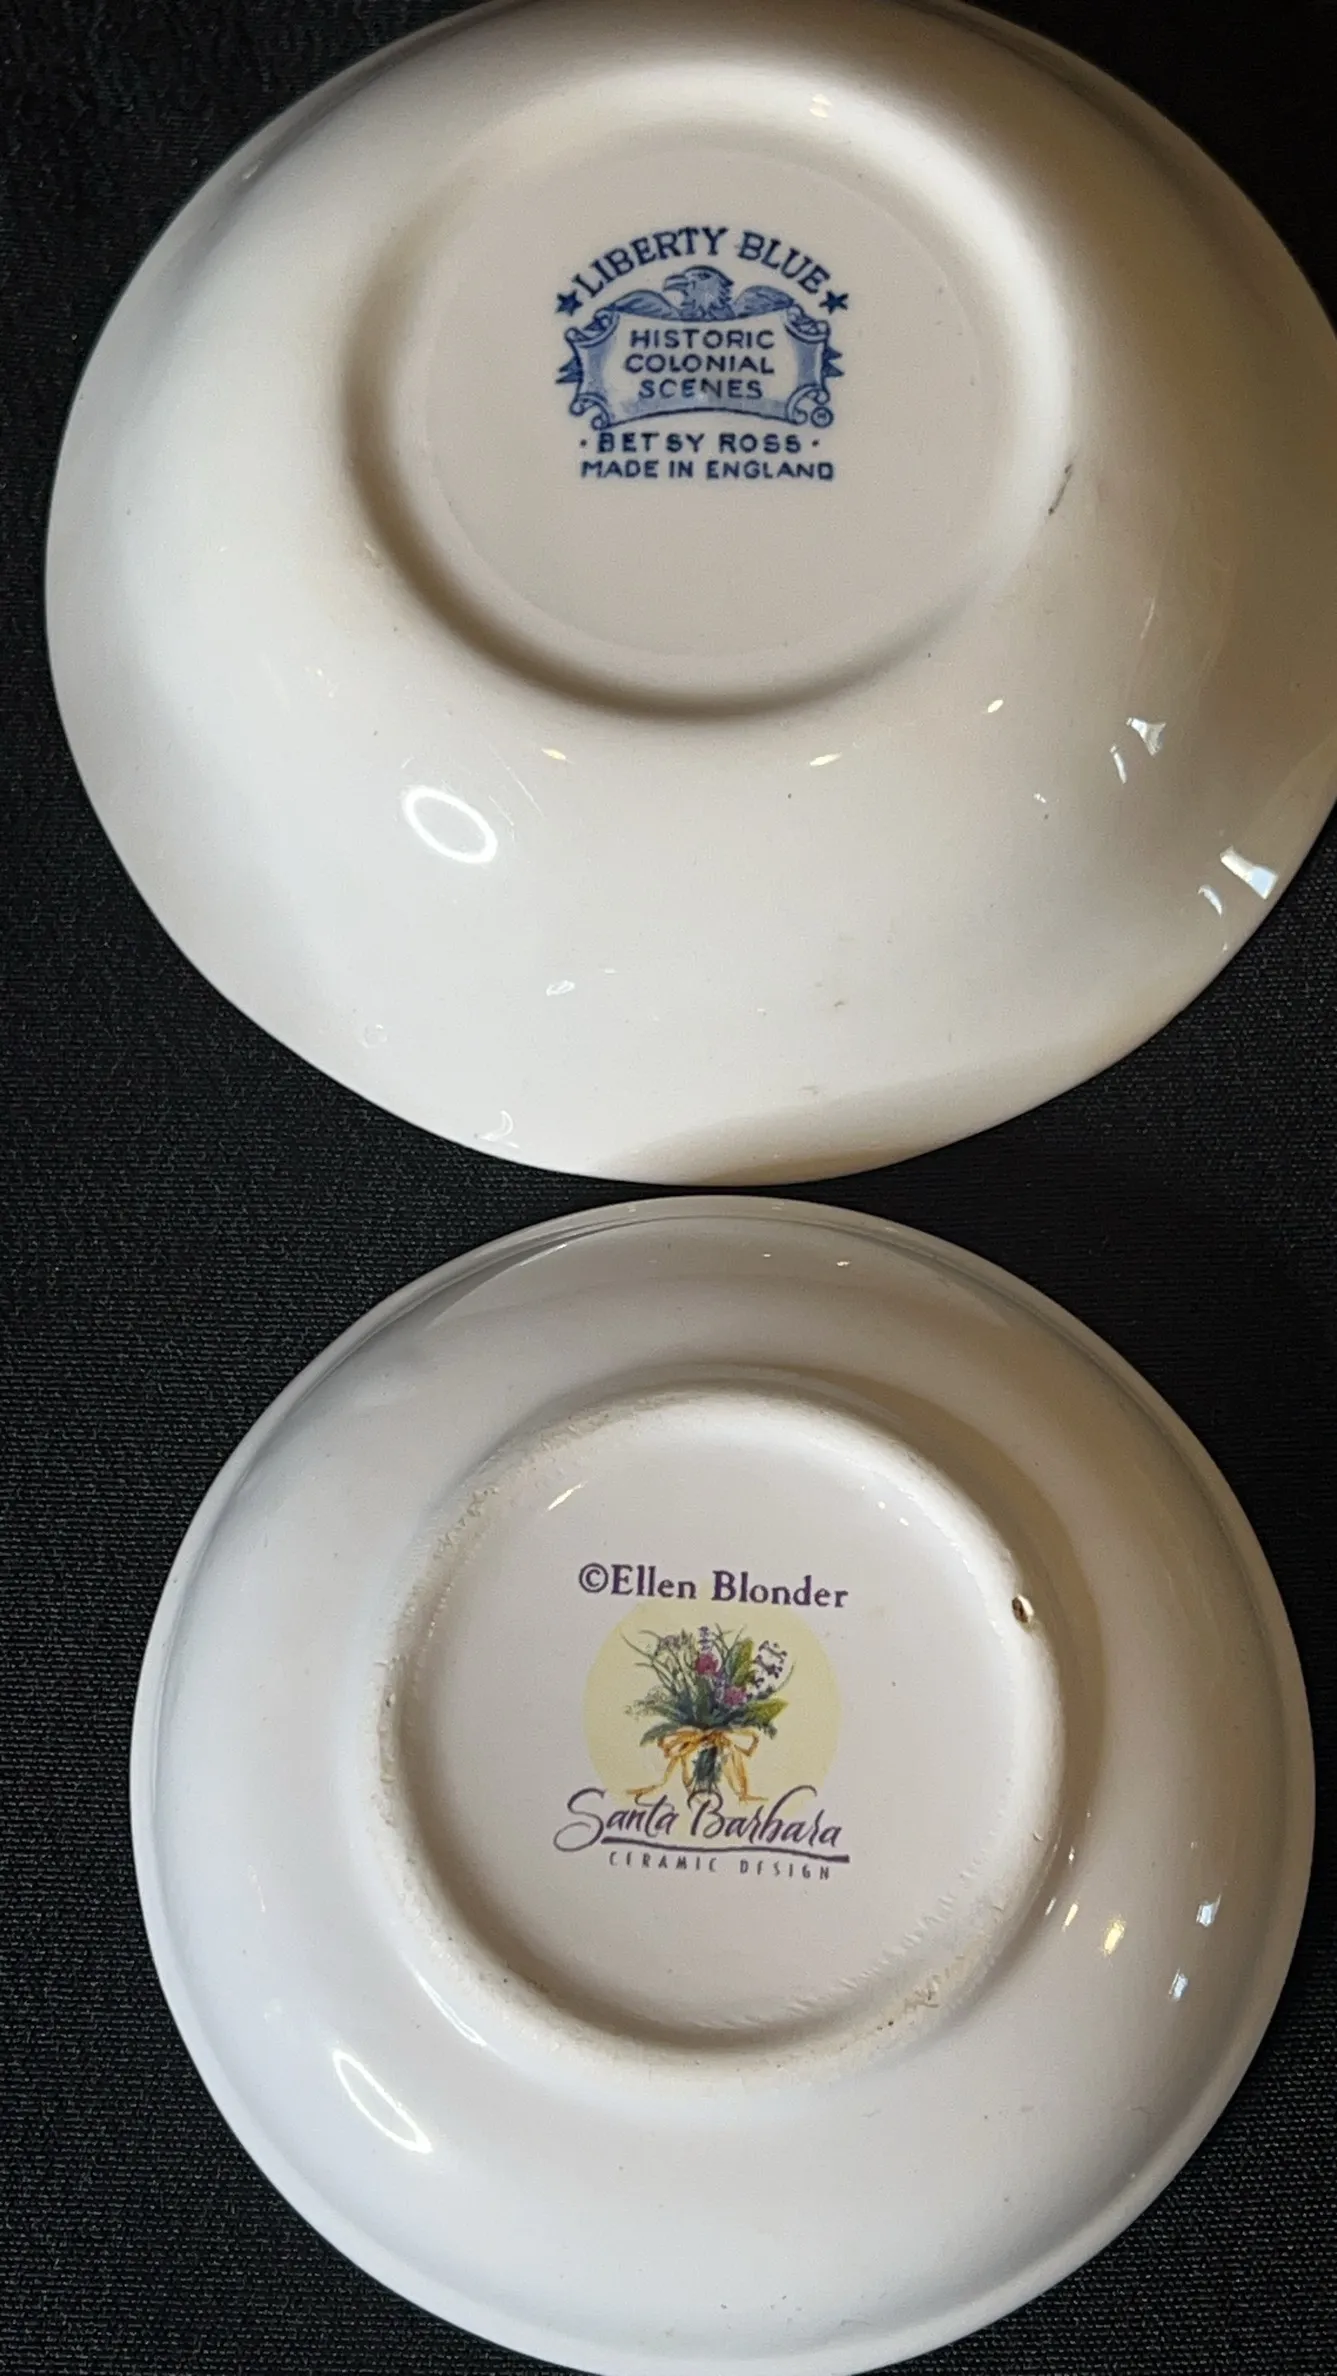 ★LIBERTY BLUE★
HISTORIC
COLONIAL
SCENES
·BETSY ROSS·
MADE IN ENGLAND
©Ellen Blonder
Santa Barbara
CERAMIC DESIGN